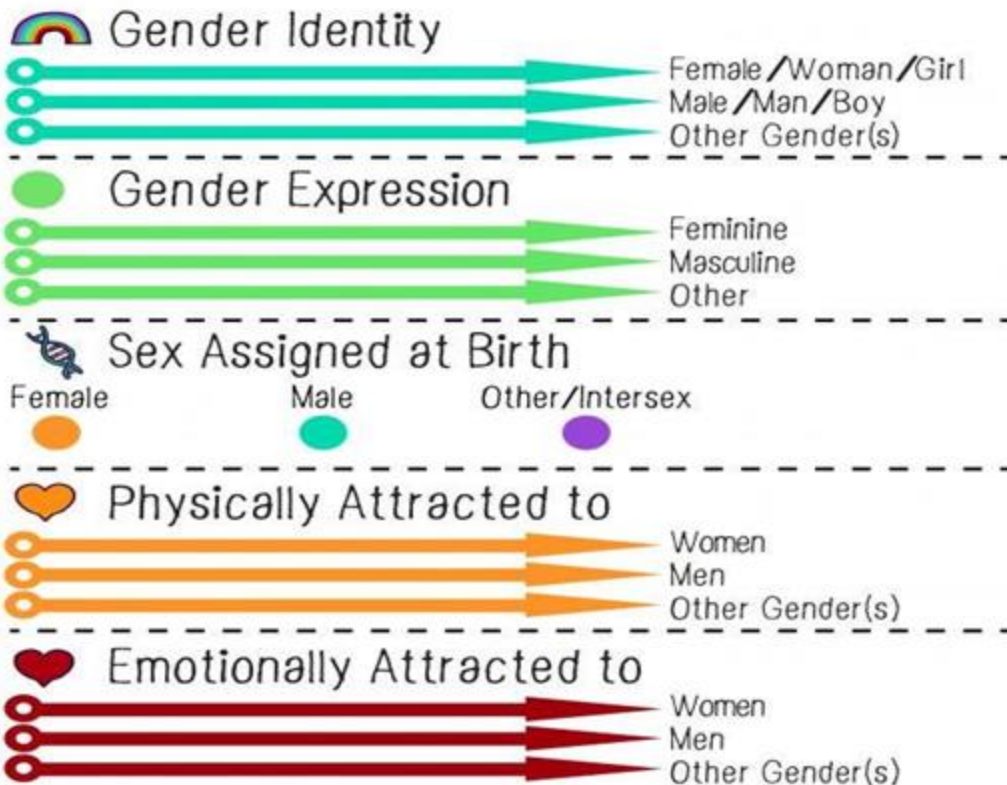 Gender Identity
Female/Woman/Girl
Male/Man/Boy
Other Gender(s)
Gender Expression
Feminine
Masculine
Other
Sex Assigned at Birth
Female Male Other/Intersex
Physically Attracted to
Women
Men
Other Gender(s)
Emotionally Attracted to
Women
Men
Other Gender(s)